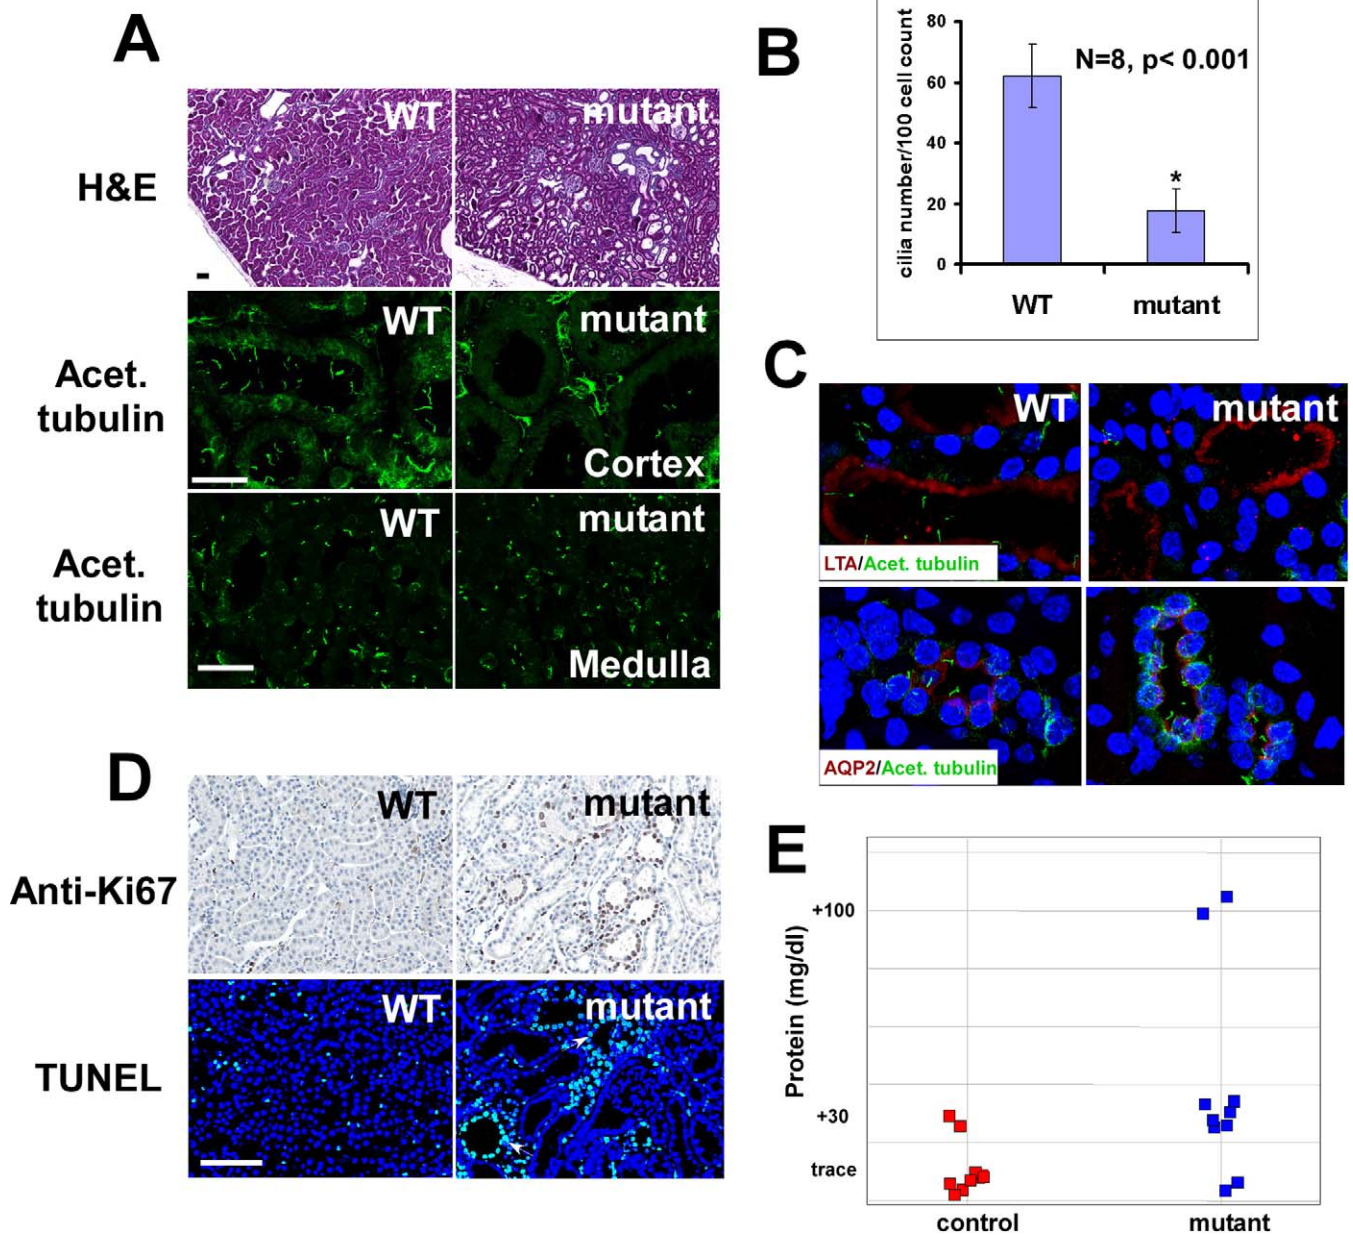 A
H&E
WT
mutant
Acet.
tubulin
WT
mutant
Cortex
Acet.
tubulin
WT
mutant
Medulla
B
cilia number/100 cell count
80
60
40
20
0
N=8, p< 0.001
*
WT
mutant
C
WT
mutant
LTA/Acet. tubulin
AQP2/Acet. tubulin
D
Anti-Ki67
WT
mutant
TUNEL
WT
mutant
E
Protein (mg/dl)
+100
+30
trace
control
mutant